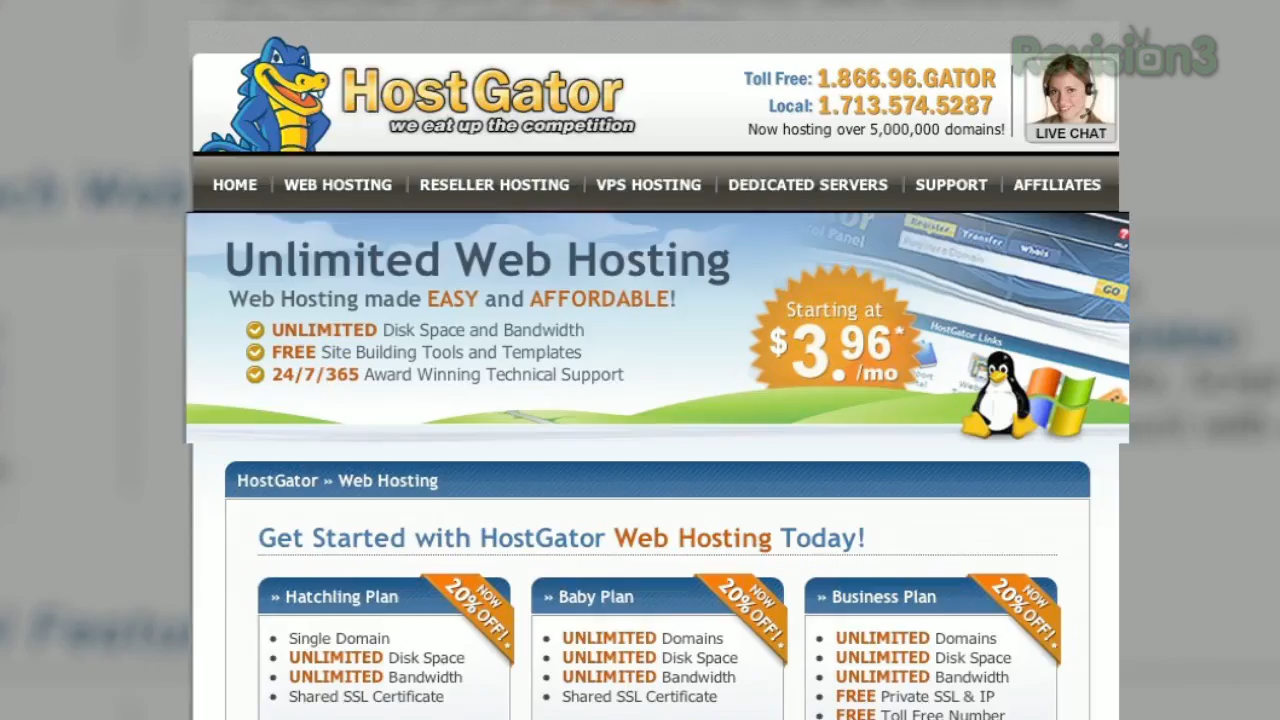 Revision3
HostGator
we eat up the competition
Toll Free: 1.866.96.GATOR
Local: 1.713.574.5287
Now hosting over 5,000,000 domains!
LIVE CHAT
HOME
WEB HOSTING
RESELLER HOSTING
VPS HOSTING
DEDICATED SERVERS
SUPPORT
AFFILIATES
Unlimited Web Hosting
Web Hosting made EASY and AFFORDABLE!
UNLIMITED Disk Space and Bandwidth
FREE Site Building Tools and Templates
24/7/365 Award Winning Technical Support
Starting at
$3.96*
/mo
Register
Transfer
WhoIs
GO
HostGator Links
HostGator » Web Hosting
Get Started with HostGator Web Hosting Today!
» Hatchling Plan
NOW
20% OFF!*
Single Domain
UNLIMITED Disk Space
UNLIMITED Bandwidth
Shared SSL Certificate
» Baby Plan
NOW
20% OFF!*
UNLIMITED Domains
UNLIMITED Disk Space
UNLIMITED Bandwidth
Shared SSL Certificate
» Business Plan
NOW
20% OFF!*
UNLIMITED Domains
UNLIMITED Disk Space
UNLIMITED Bandwidth
FREE Private SSL & IP
FREE Toll Free Number